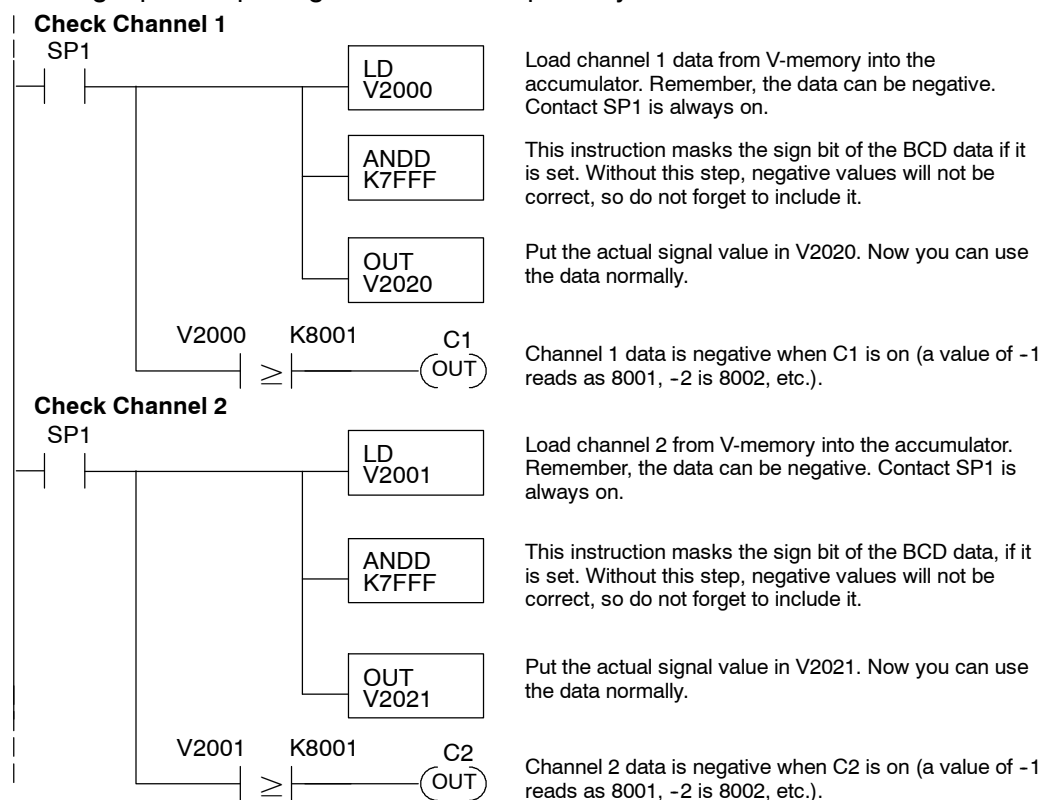 Check Channel 1
SP1
LD
V2000
Load channel 1 data from V-memory into the
accumulator. Remember, the data can be negative.
Contact SP1 is always on.
ANDD
K7FFF
This instruction masks the sign bit of the BCD data if it
is set. Without this step, negative values will not be
correct, so do not forget to include it.
OUT
V2020
Put the actual signal value in V2020. Now you can use
the data normally.
V2000 K8001 C1
≥ OUT
Channel 1 data is negative when C1 is on (a value of -1
reads as 8001, -2 is 8002, etc.).
Check Channel 2
SP1
LD
V2001
Load channel 2 from V-memory into the accumulator.
Remember, the data can be negative. Contact SP1 is
always on.
ANDD
K7FFF
This instruction masks the sign bit of the BCD data, if it
is set. Without this step, negative values will not be
correct, so do not forget to include it.
OUT
V2021
Put the actual signal value in V2021. Now you can use
the data normally.
V2001 K8001 C2
≥ OUT
Channel 2 data is negative when C2 is on (a value of -1
reads as 8001, -2 is 8002, etc.).